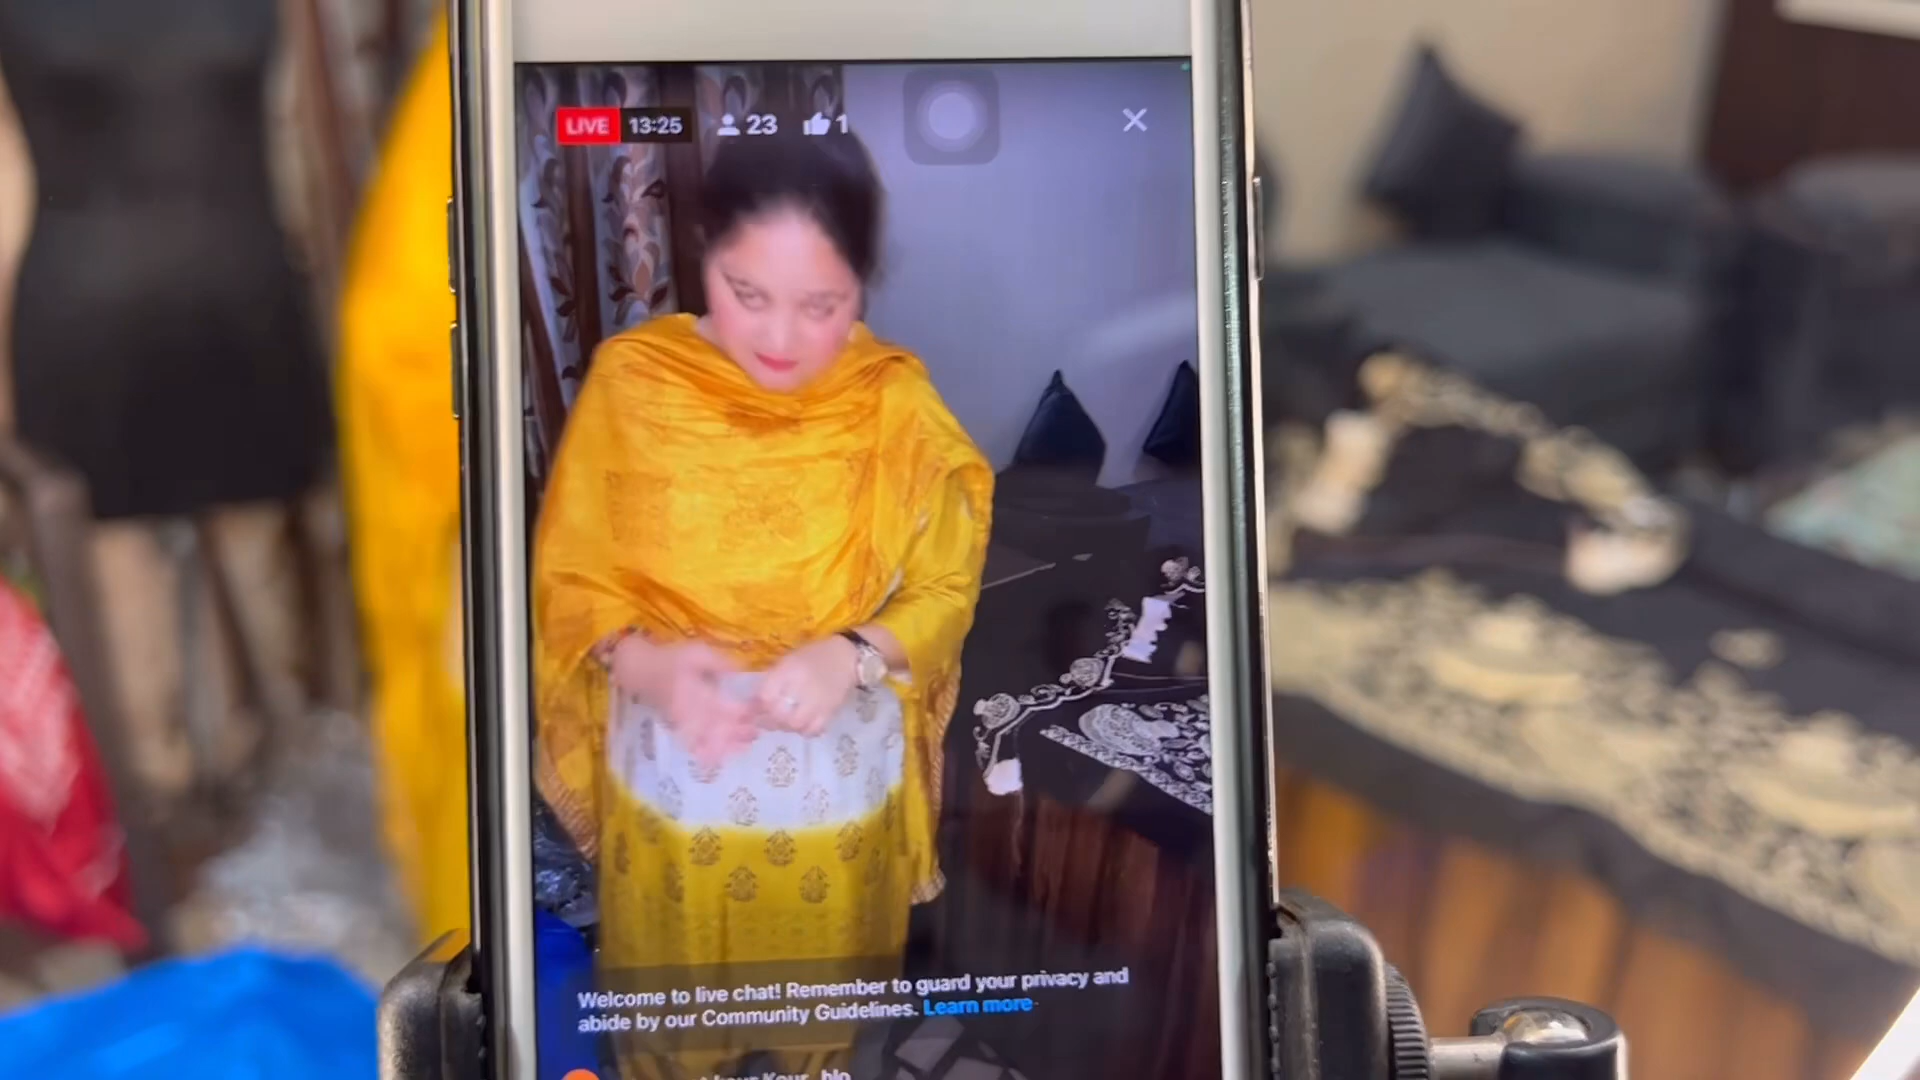 LIVE 13:25 23 1
Welcome to live chat! Remember to guard your privacy and
abide by our Community Guidelines. Learn more